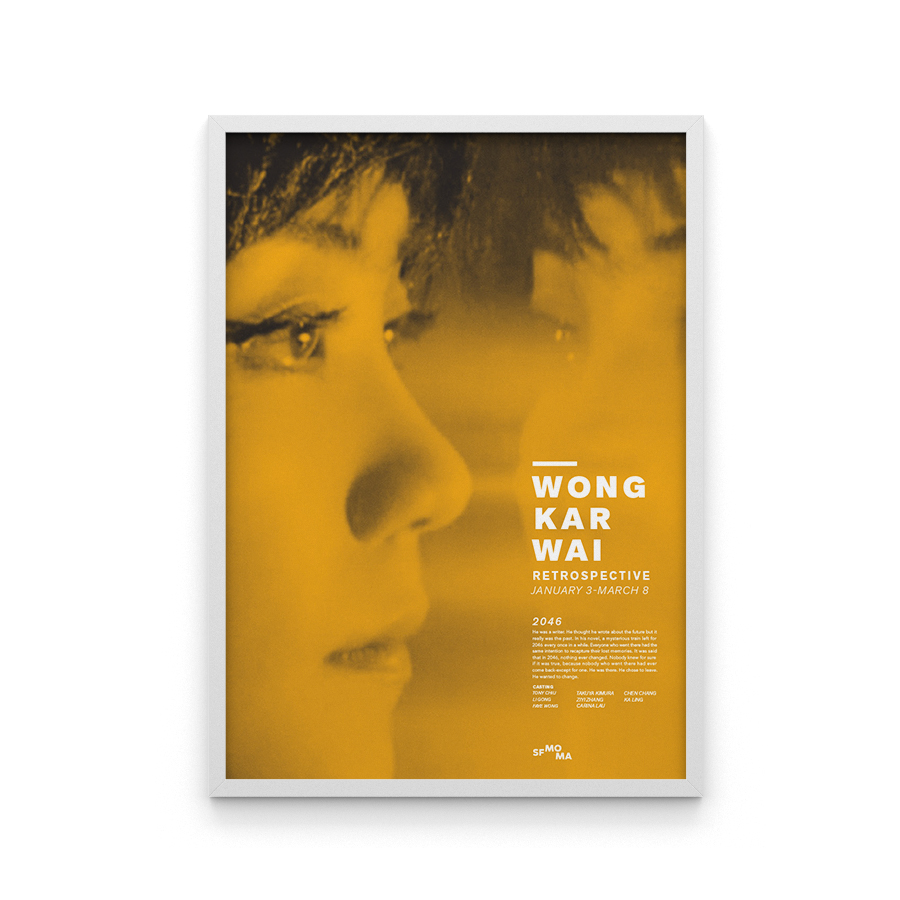 WONG
KAR
WAI
RETROSPECTIVE
JANUARY 3-MARCH 8
2046
He was a writer. He thought he wrote about the future but it
really was the past. In his novel, a mysterious train left for
2046 every once in a while. Everyone who went there had the
same intention to recapture their lost memories. It was said
that in 2046, nothing ever changed. Nobody knew for sure
if it was true, because nobody who went there had ever
come back-except for one. He was there. He chose to leave.
He wanted to change.
CASTING
TONY CHIU TAKUYA KIMURA CHEN CHANG
LI GONG ZIYI ZHANG KA LING
FAYE WONG CARINA LAU
SFMO
MA